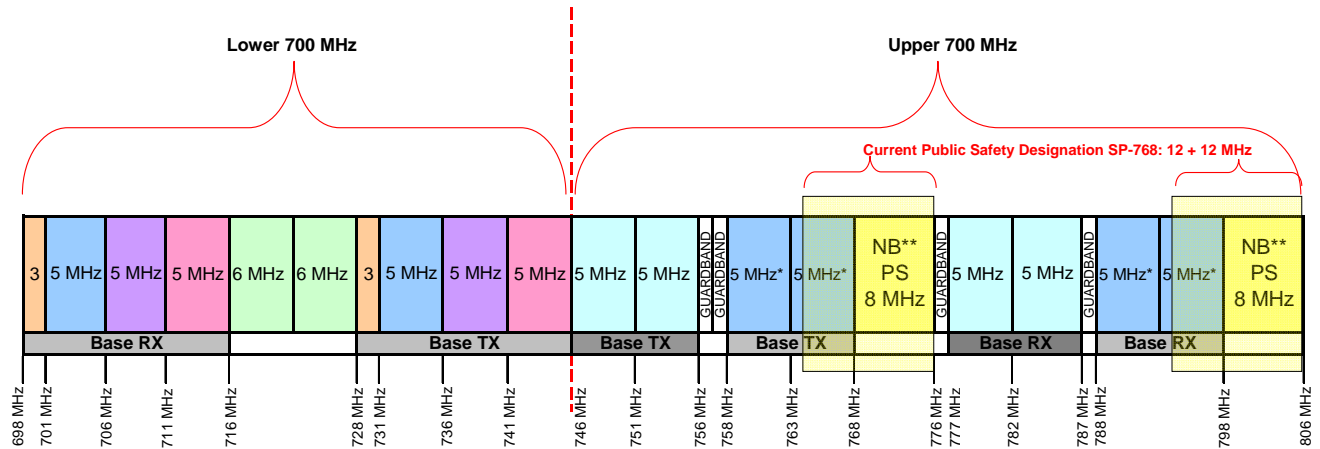 Lower 700 MHz
Upper 700 MHz
Current Public Safety Designation SP-768: 12 + 12 MHz
3
5 MHz
5 MHz
5 MHz
6 MHz
6 MHz
3
5 MHz
5 MHz
5 MHz
5 MHz
5 MHz
GUARDBAND
GUARDBAND
5 MHz*
5 MHz*
NB**
PS
8 MHz
GUARDBAND
5 MHz
5 MHz
GUARDBAND
5 MHz*
5 MHz*
NB**
PS
8 MHz
Base RX
Base TX
Base TX
Base TX
Base RX
Base RX
698 MHz
701 MHz
706 MHz
711 MHz
716 MHz
728 MHz
731 MHz
736 MHz
741 MHz
746 MHz
751 MHz
756 MHz
758 MHz
763 MHz
768 MHz
776 MHz
777 MHz
782 MHz
787 MHz
788 MHz
798 MHz
806 MHz